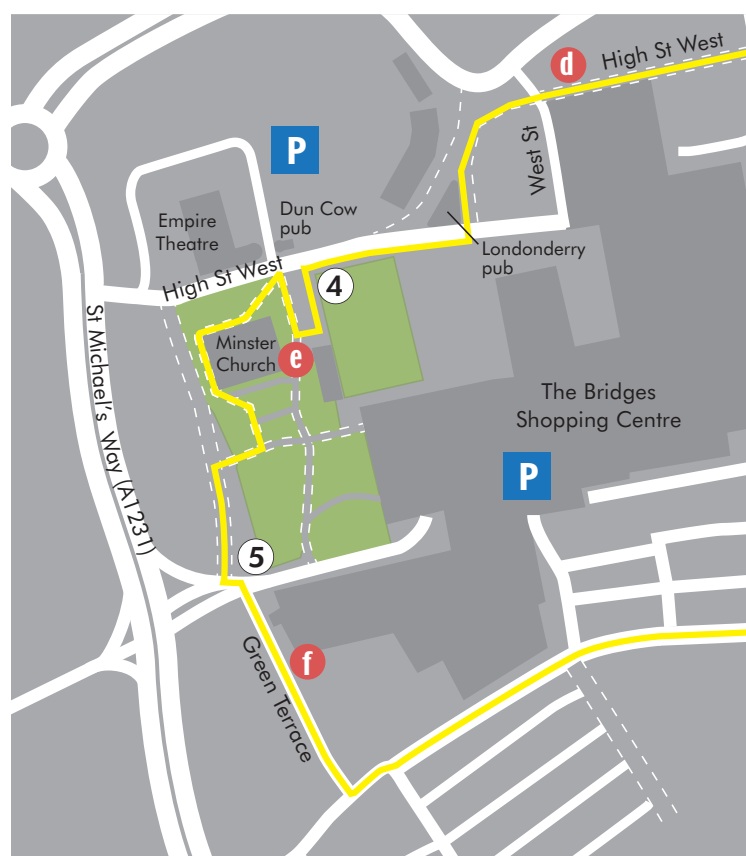 d
High St West
P
West St
Empire
Theatre
Dun Cow
pub
Londonderry
pub
High St West
4
Minster
Church
e
St Michael's Way (A1231)
The Bridges
Shopping Centre
P
5
Green Terrace
f